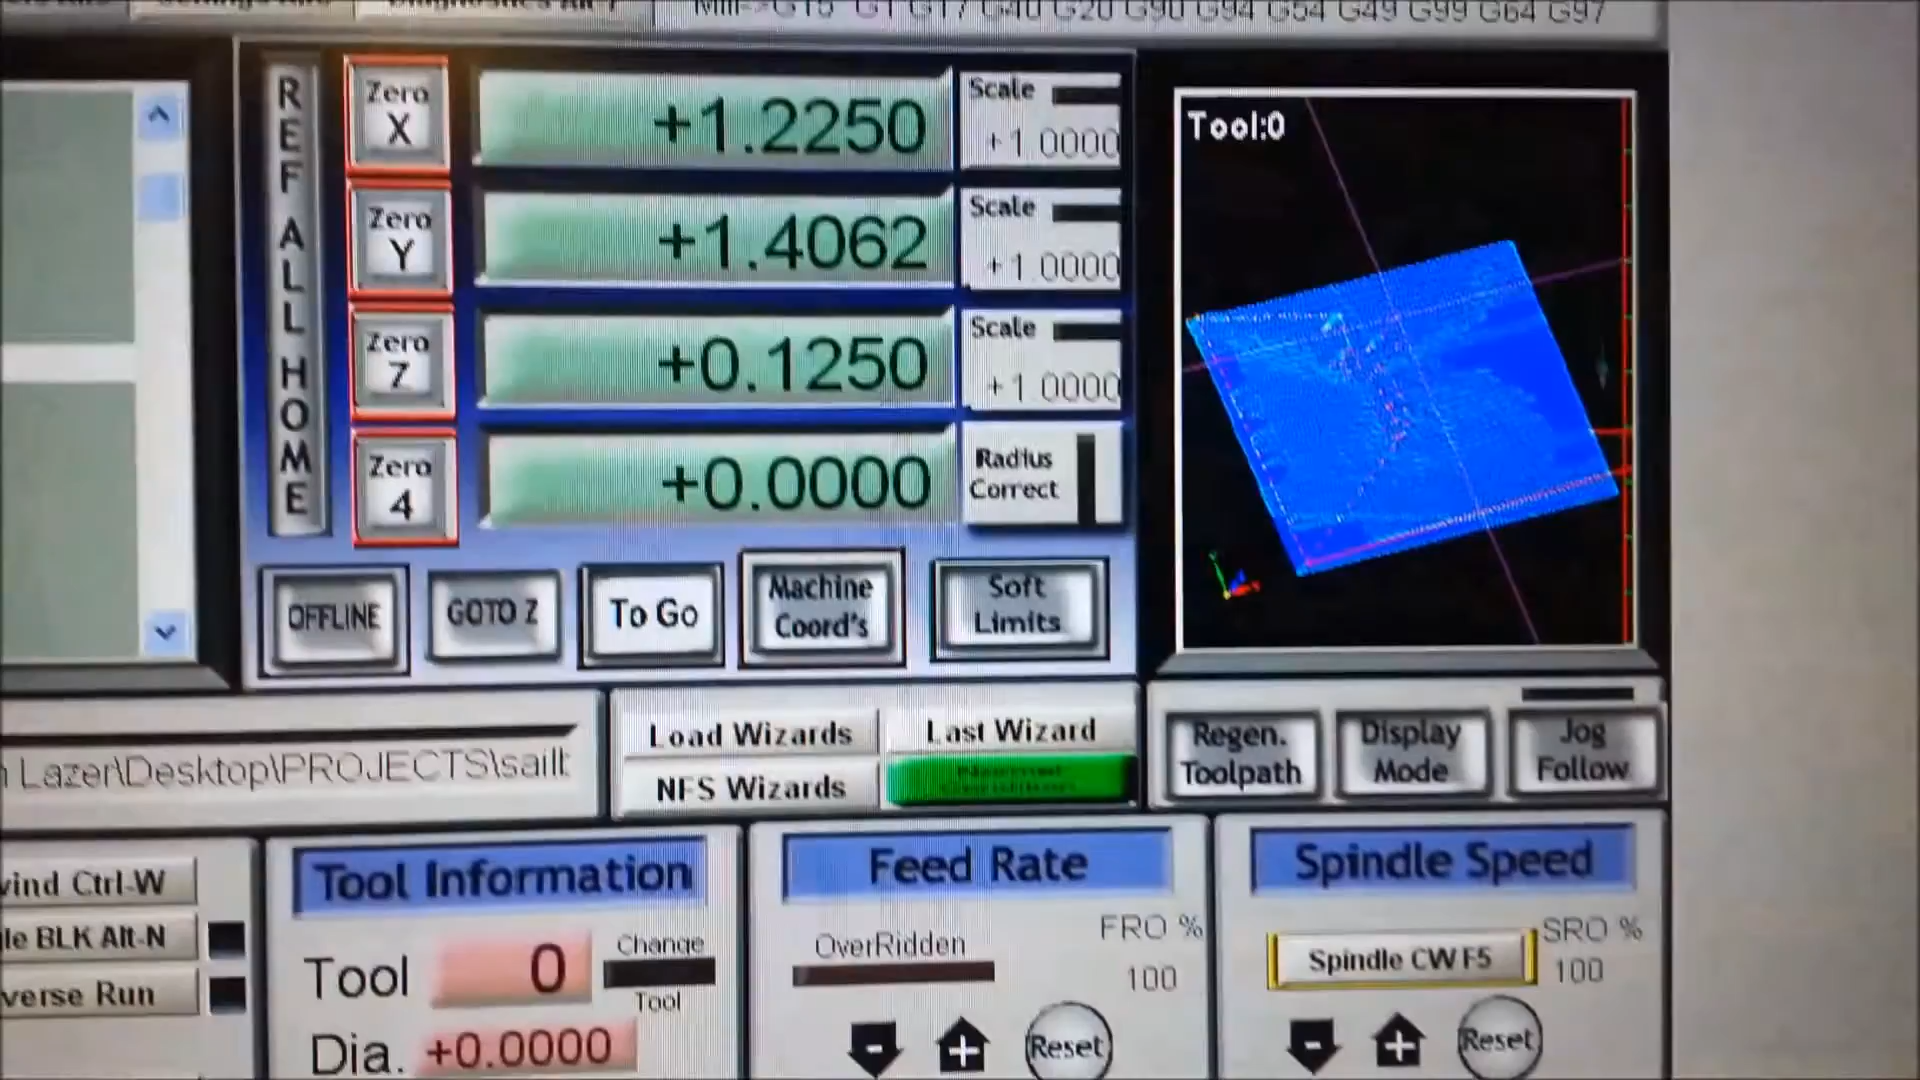 Mill->G15 G1 G17 G40 G20 G90 G94 G54 G49 G99 G64 G97
REF ALL HOME
Zero X
+1.2250
Scale
+1.0000
Zero Y
+1.4062
Scale
+1.0000
Zero Z
+0.1250
Scale
+1.0000
Zero 4
+0.0000
Radius
Correct
Tool:0
OFFLINE
GOTO Z
To Go
Machine
Coord's
Soft
Limits
Lazer\Desktop\PROJECTS\sailb
Load Wizards
Last Wizard
NFS Wizards
Regen.
Toolpath
Display
Mode
Jog
Follow
wind Ctrl-W
le BLK Alt-N
verse Run
Tool Information
Tool
0
Change
Tool
Dia.
+0.0000
Feed Rate
OverRidden
FRO %
100
- + Reset
Spindle Speed
Spindle CW F5
SRO %
100
- + Reset